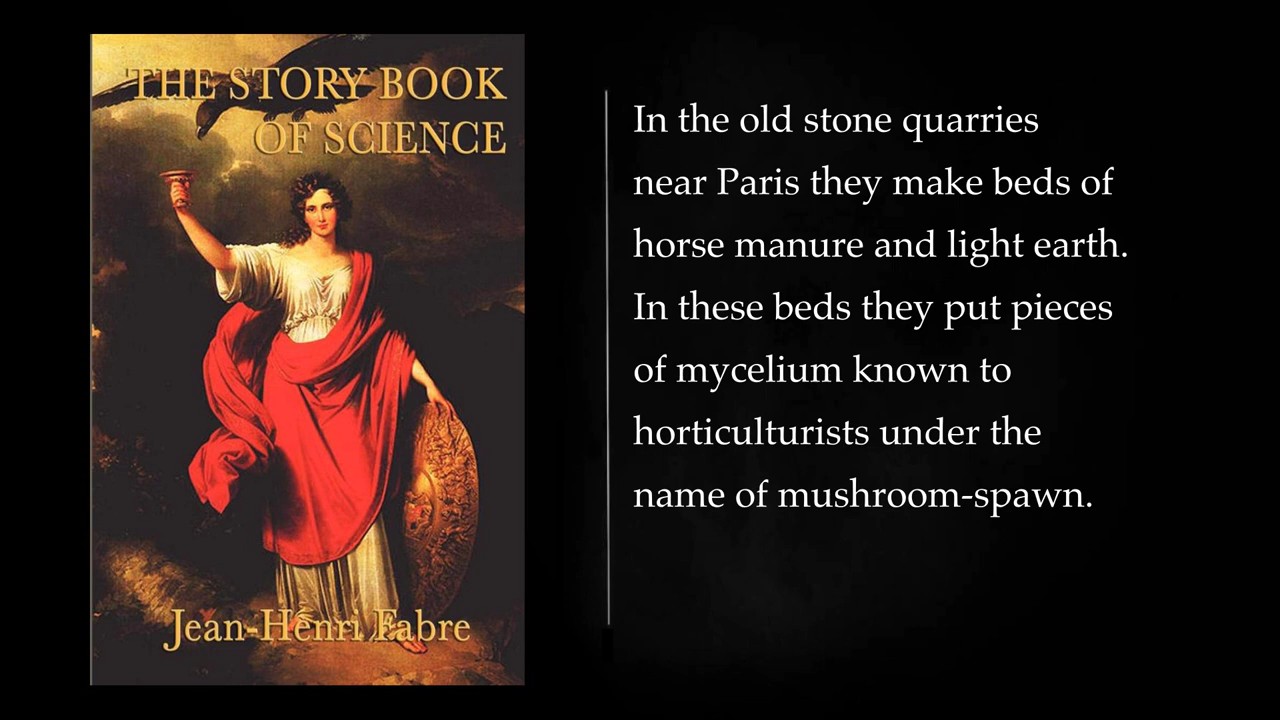 THE STORY BOOK
OF SCIENCE
Jean-Henri Fabre
In the old stone quarries
near Paris they make beds of
horse manure and light earth.
In these beds they put pieces
of mycelium known to
horticulturists under the
name of mushroom-spawn.